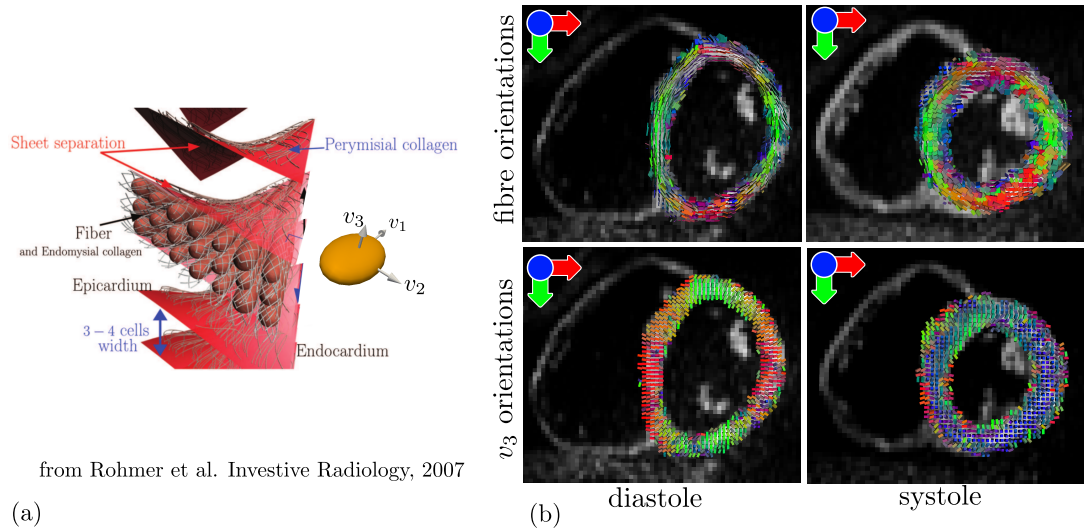 Sheet separation
Perymisial collagen
Fiber
and Endomysial collagen
Epicardium
3 – 4 cells
width
Endocardium
v3
v1
v2
from Rohmer et al. Investive Radiology, 2007
(a)
fibre orientations
v3 orientations
diastole
systole
(b)